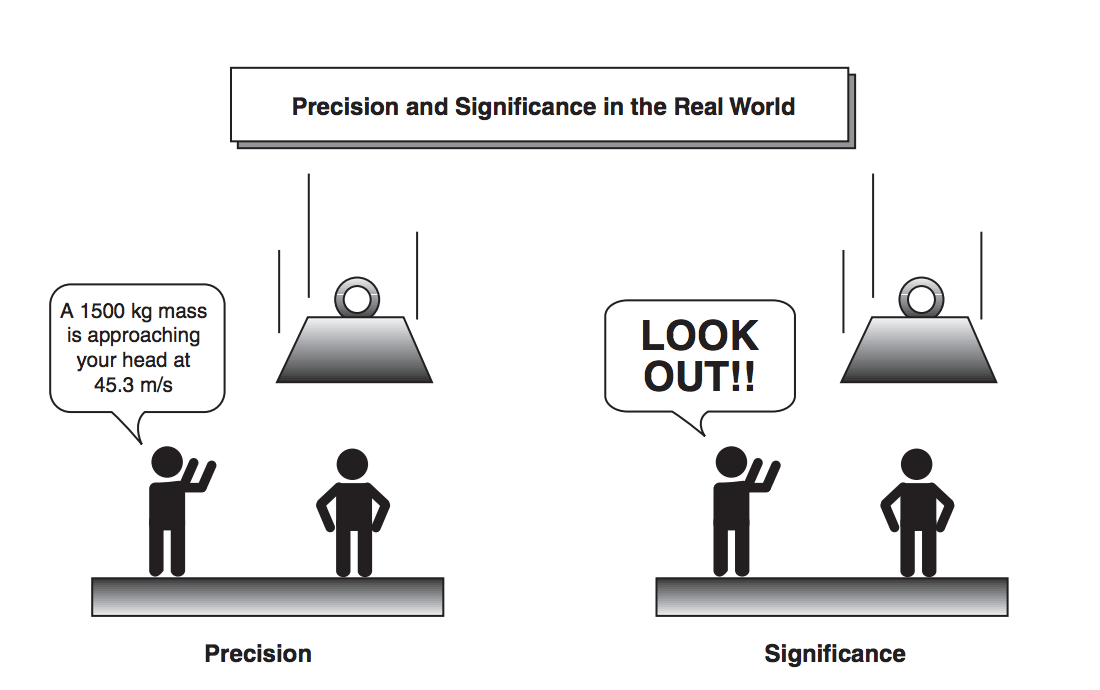 Precision and Significance in the Real World
A 1500 kg mass
is approaching
your head at
45.3 m/s
LOOK
OUT!!
Precision
Significance